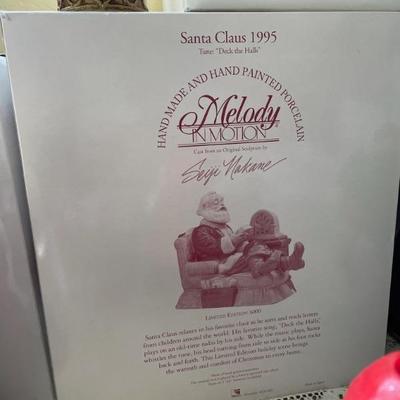 Santa Claus 1995
Tune: "Deck the Halls"
HAND MADE AND HAND PAINTED PORCELAIN
Melody
IN MOTION
Cast from an Original Sculpture by
Seiji Nakane
LIMITED EDITION 6000
Santa Claus relaxes in his favorite chair as he sorts and reads letters
from children around the world. His favorite song, "Deck the Halls,"
plays on an old-time radio by his side. While the music plays, Santa
whistles the tune, his head turning from side to side as his foot rocks
back and forth. This Limited Edition holiday scene brings
the warmth and comfort of Christmas to every home.